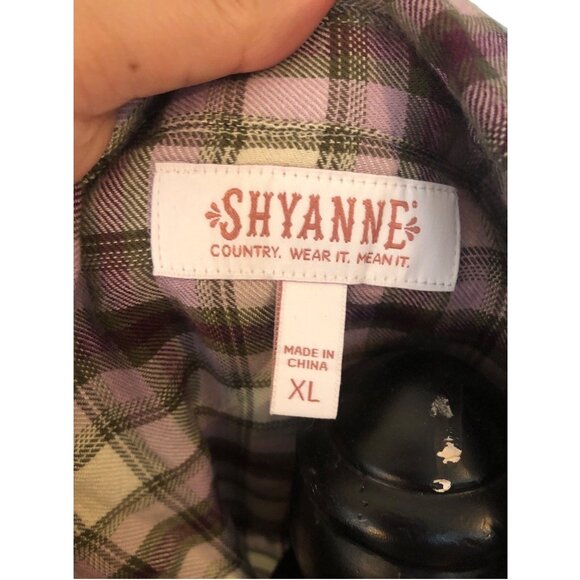 SHYANNE
COUNTRY. WEAR IT. MEAN IT.
MADE IN
CHINA
XL